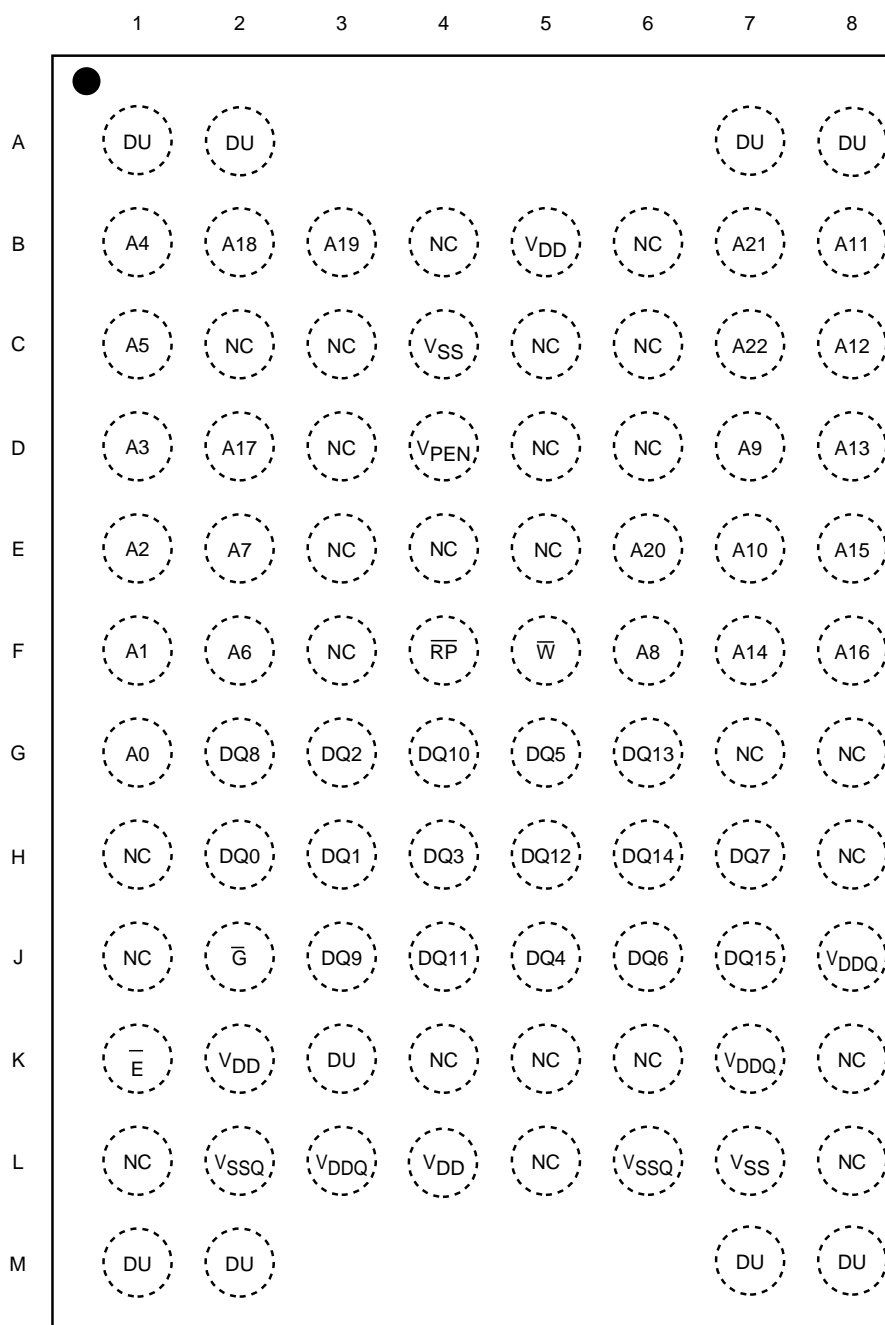 1 2 3 4 5 6 7 8
A DU DU DU DU
B A4 A18 A19 NC VDD NC A21 A11
C A5 NC NC VSS NC NC A22 A12
D A3 A17 NC VPEN NC NC A9 A13
E A2 A7 NC NC NC A20 A10 A15
F A1 A6 NC R̅P̅ W̅ A8 A14 A16
G A0 DQ8 DQ2 DQ10 DQ5 DQ13 NC NC
H NC DQ0 DQ1 DQ3 DQ12 DQ14 DQ7 NC
J NC G̅ DQ9 DQ11 DQ4 DQ6 DQ15 VDDQ
K E̅ VDD DU NC NC NC VDDQ NC
L NC VSSQ VDDQ VDD NC VSSQ VSS NC
M DU DU DU DU